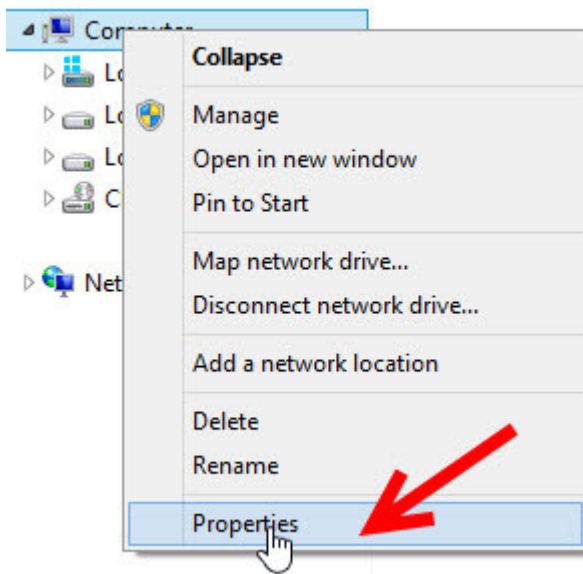 Computer
Collapse
Manage
Open in new window
Pin to Start
Map network drive...
Disconnect network drive...
Add a network location
Delete
Rename
Properties